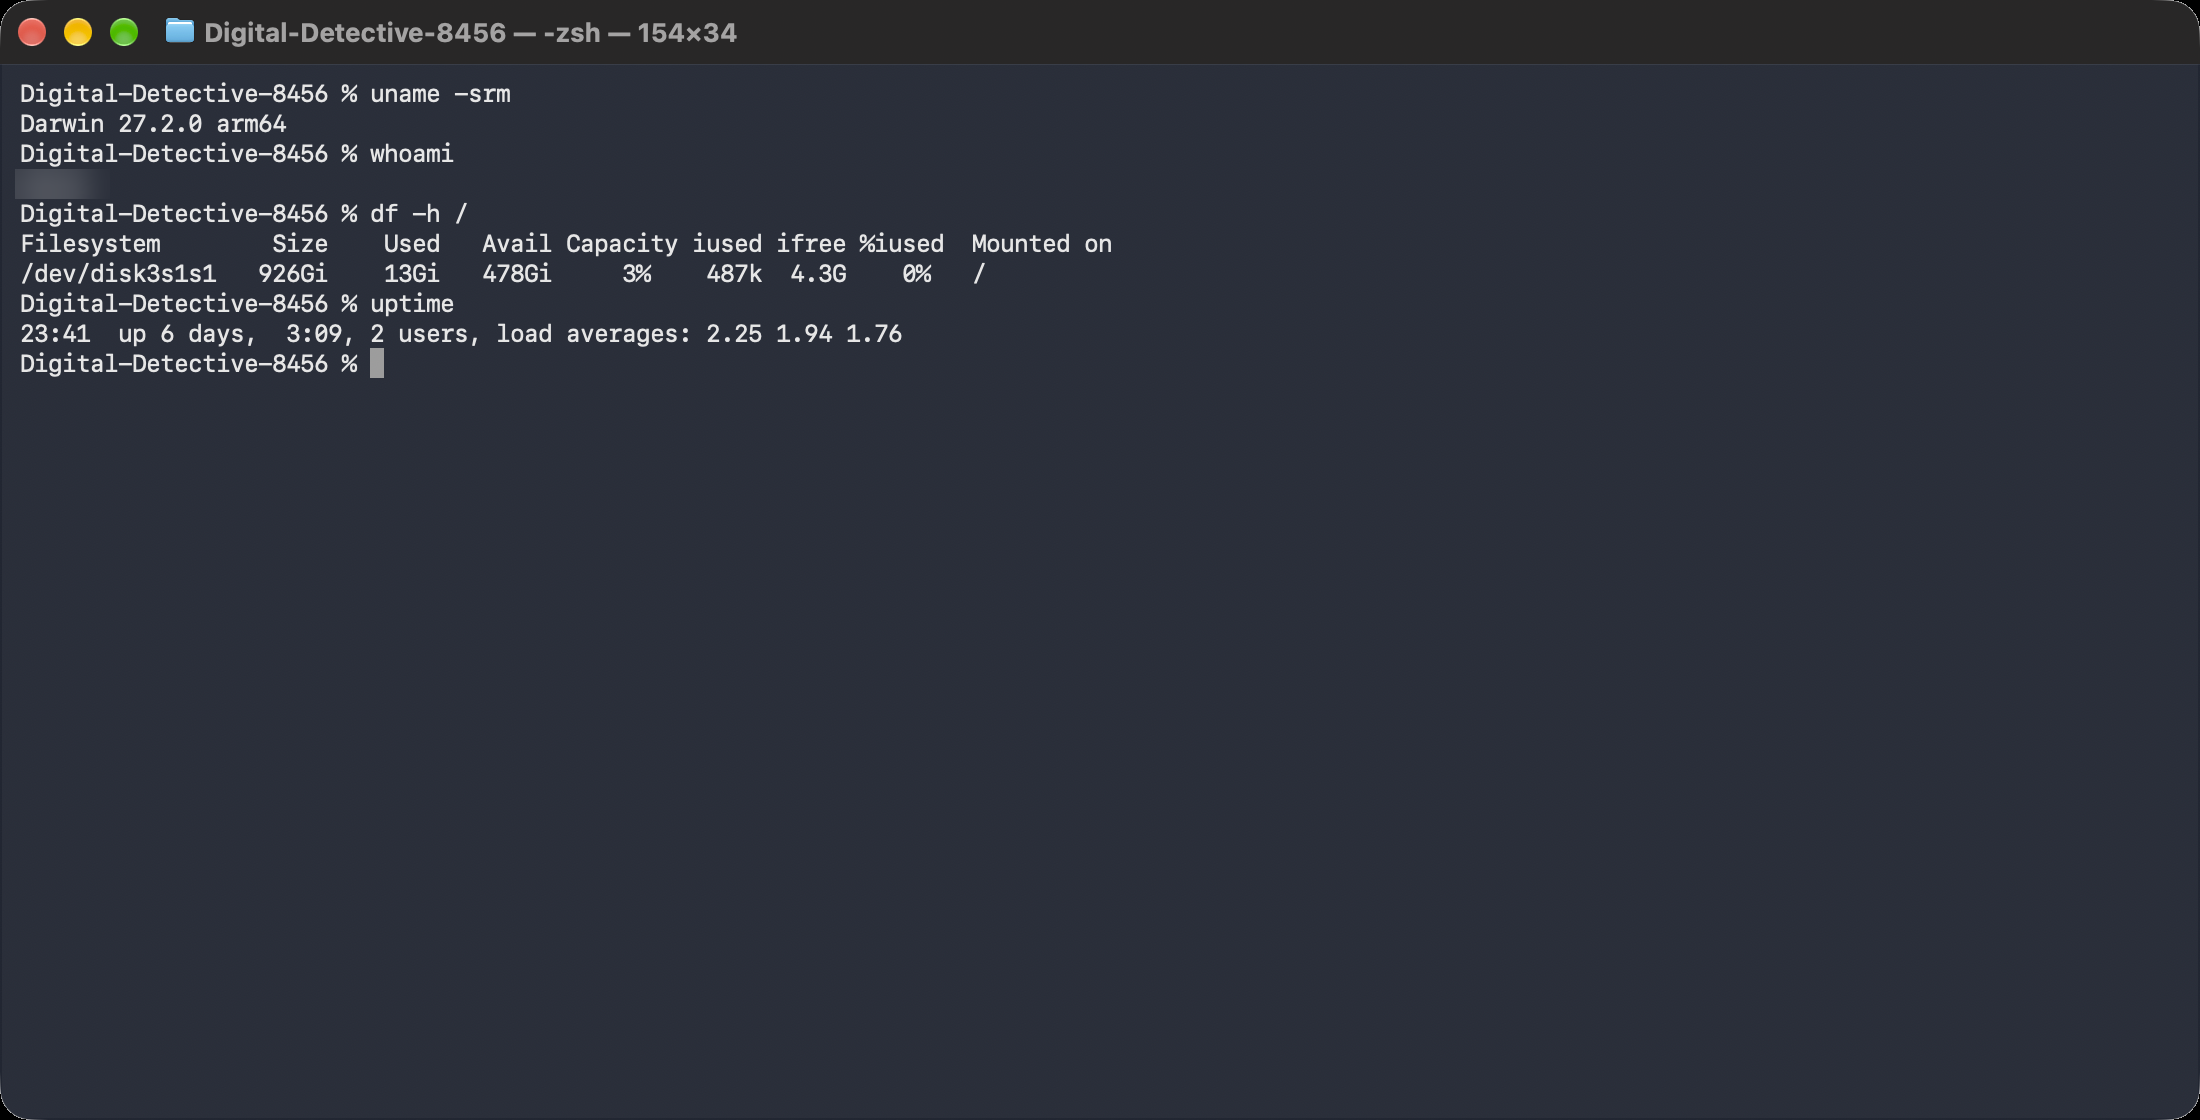 Digital-Detective-8456 — -zsh — 154×34
Digital-Detective-8456 % uname -srm
Darwin 27.2.0 arm64
Digital-Detective-8456 % whoami
Digital-Detective-8456 % df -h /
Filesystem        Size    Used   Avail Capacity iused ifree %iused  Mounted on
/dev/disk3s1s1   926Gi    13Gi   478Gi     3%    487k  4.3G    0%   /
Digital-Detective-8456 % uptime
23:41  up 6 days,  3:09, 2 users, load averages: 2.25 1.94 1.76
Digital-Detective-8456 %